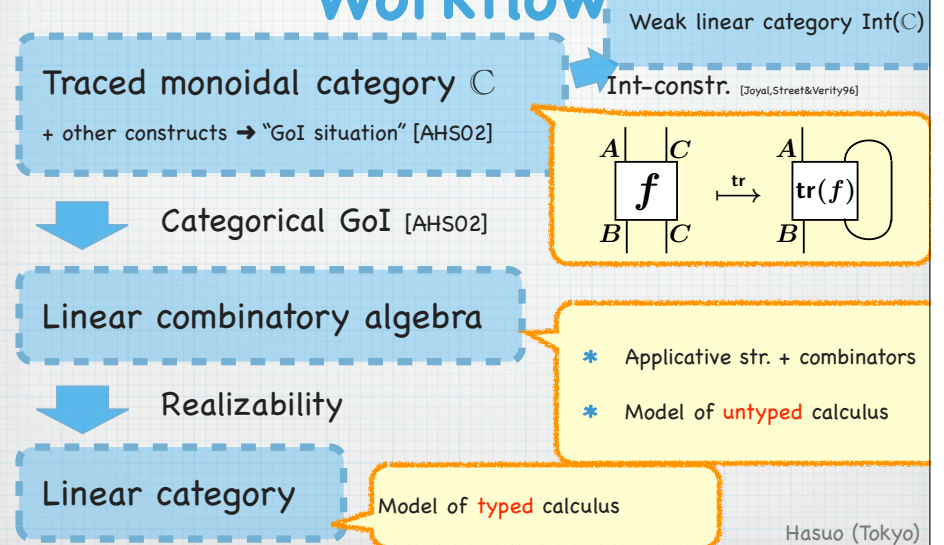 Workflow
Weak linear category Int(ℂ)
Traced monoidal category ℂ
+ other constructs ➜ “GoI situation” [AHS02]
Int-constr. [Joyal,Street&Verity96]
A C A
f tr tr(f)
B C B
Categorical GoI [AHS02]
Linear combinatory algebra
* Applicative str. + combinators
* Model of untyped calculus
Realizability
Linear category
Model of typed calculus
Hasuo (Tokyo)